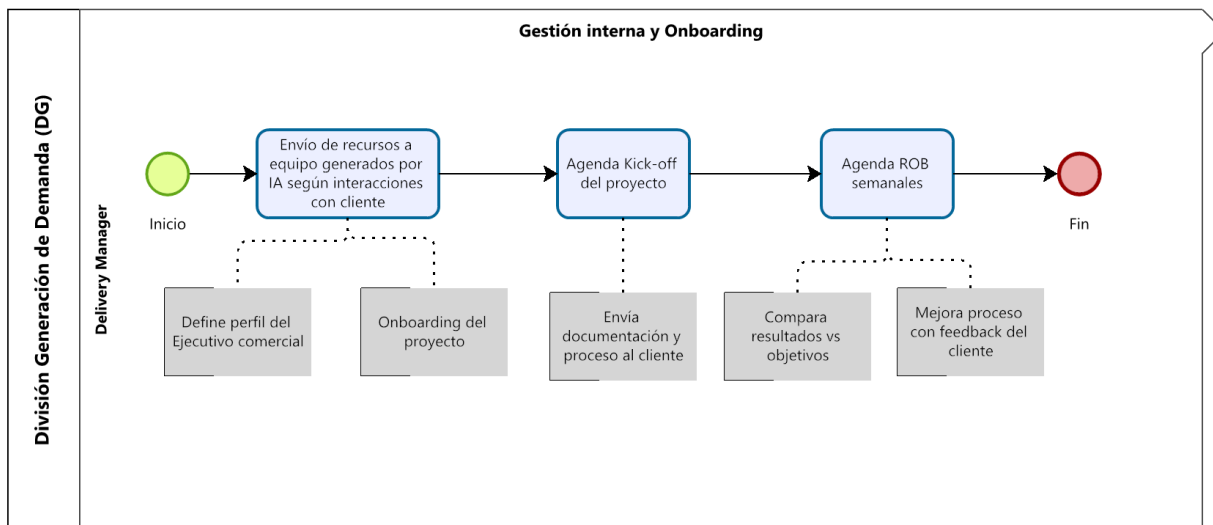 Gestión interna y Onboarding
División Generación de Demanda (DG)
Delivery Manager
Inicio
Envío de recursos a
equipo generados por
IA según interacciones
con cliente
Agenda Kick-off
del proyecto
Agenda ROB
semanales
Fin
Define perfil del
Ejecutivo comercial
Onboarding del
proyecto
Envía
documentación y
proceso al cliente
Compara
resultados vs
objetivos
Mejora proceso
con feedback del
cliente